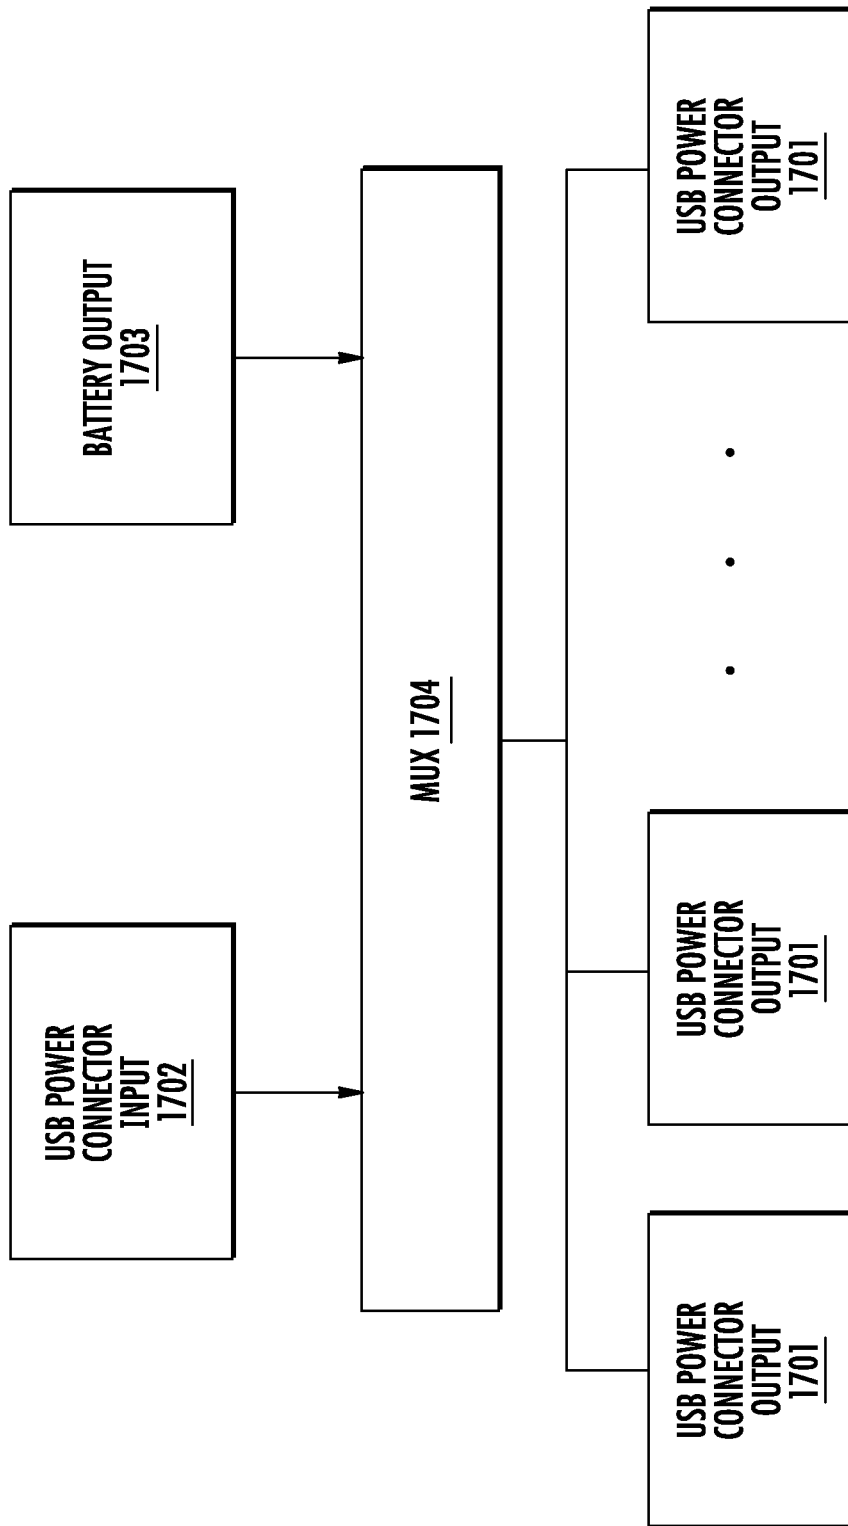 USB POWER
CONNECTOR
INPUT
1702
BATTERY OUTPUT
1703
MUX 1704
USB POWER
CONNECTOR
OUTPUT
1701
USB POWER
CONNECTOR
OUTPUT
1701
USB POWER
CONNECTOR
OUTPUT
1701